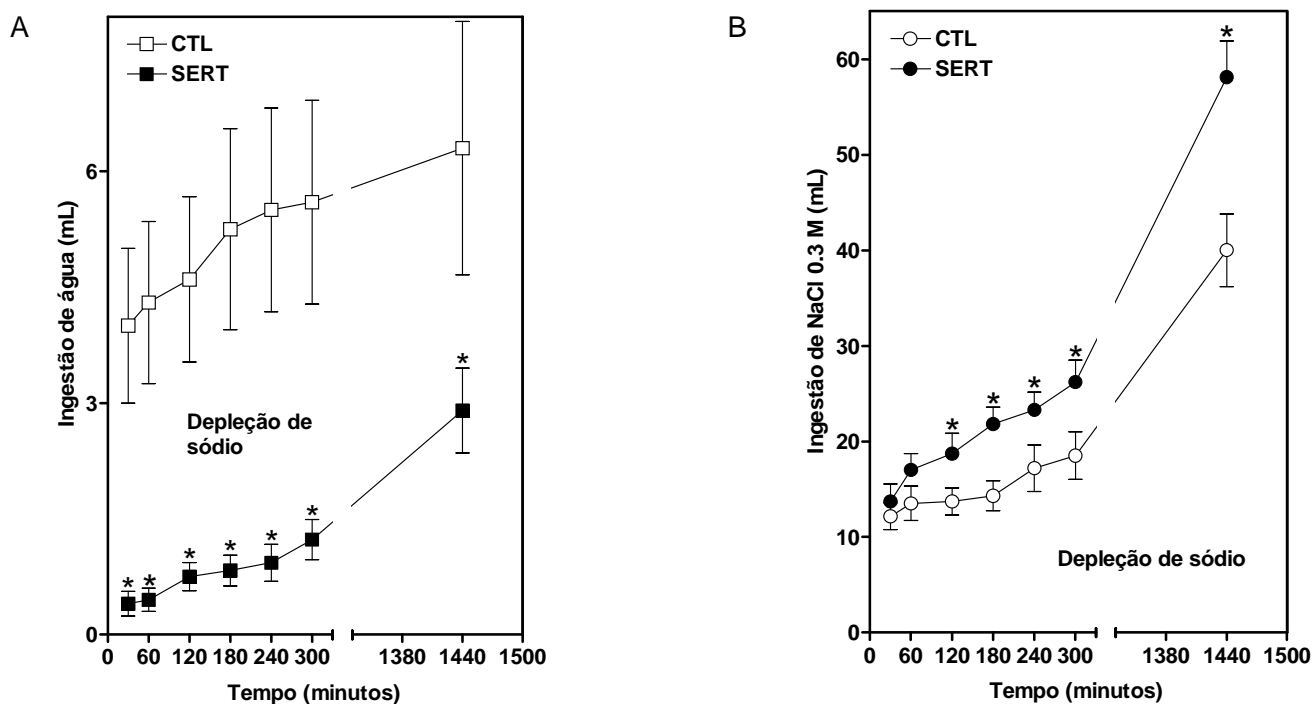 A
CTL
SERT
Ingestão de água (mL)
6
3
0
Depleção de
sódio
*
*
*
*
*
*
*
0 60 120 180 240 300 1380 1440 1500
Tempo (minutos)
B
CTL
SERT
Ingestão de NaCl 0.3 M (mL)
60
50
40
30
20
10
0
*
*
*
*
*
Depleção de sódio
0 60 120 180 240 300 1380 1440 1500
Tempo (minutos)